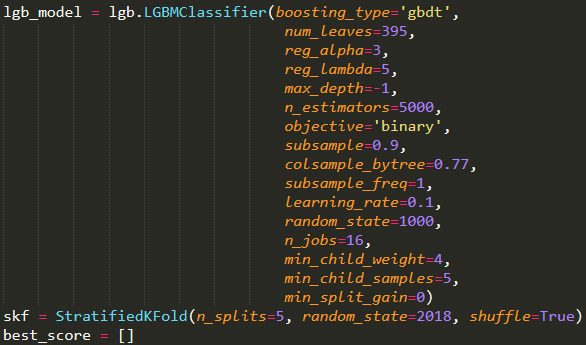 lgb_model = lgb.LGBMClassifier(boosting_type='gbdt',
num_leaves=395,
reg_alpha=3,
reg_lambda=5,
max_depth=-1,
n_estimators=5000,
objective='binary',
subsample=0.9,
colsample_bytree=0.77,
subsample_freq=1,
learning_rate=0.1,
random_state=1000,
n_jobs=16,
min_child_weight=4,
min_child_samples=5,
min_split_gain=0)
skf = StratifiedKFold(n_splits=5, random_state=2018, shuffle=True)
best_score = []